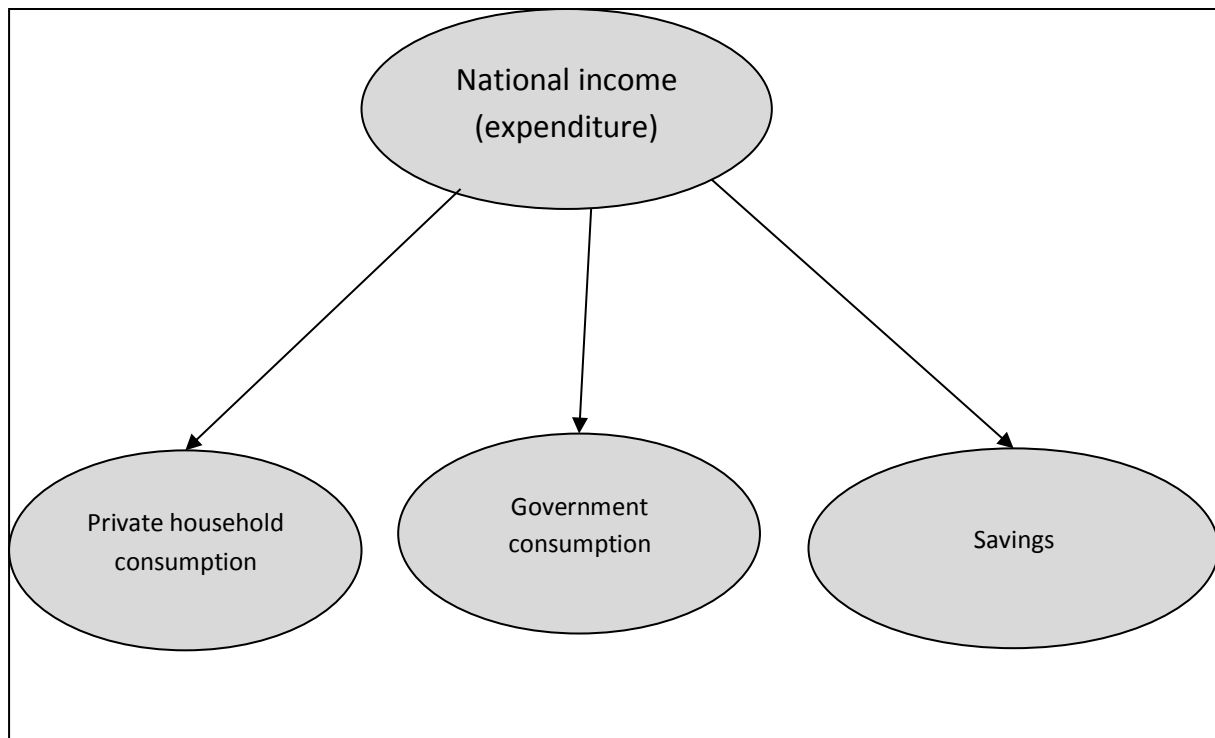 National income
(expenditure)
Private household
consumption
Government
consumption
Savings